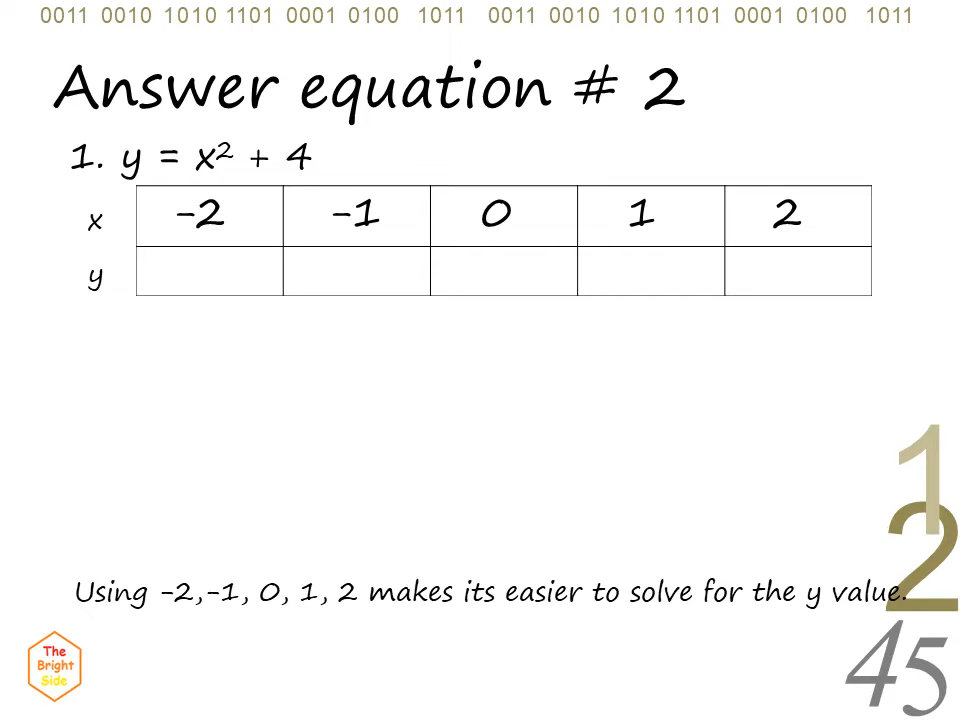 0011 0010 1010 1101 0001 0100 1011 0011 0010 1010 1101 0001 0100 1011
Answer equation # 2
1. y = x² + 4
x -2 -1 0 1 2
y
1
2
Using -2,-1, 0, 1, 2 makes its easier to solve for the y value.
45
The
Bright
Side